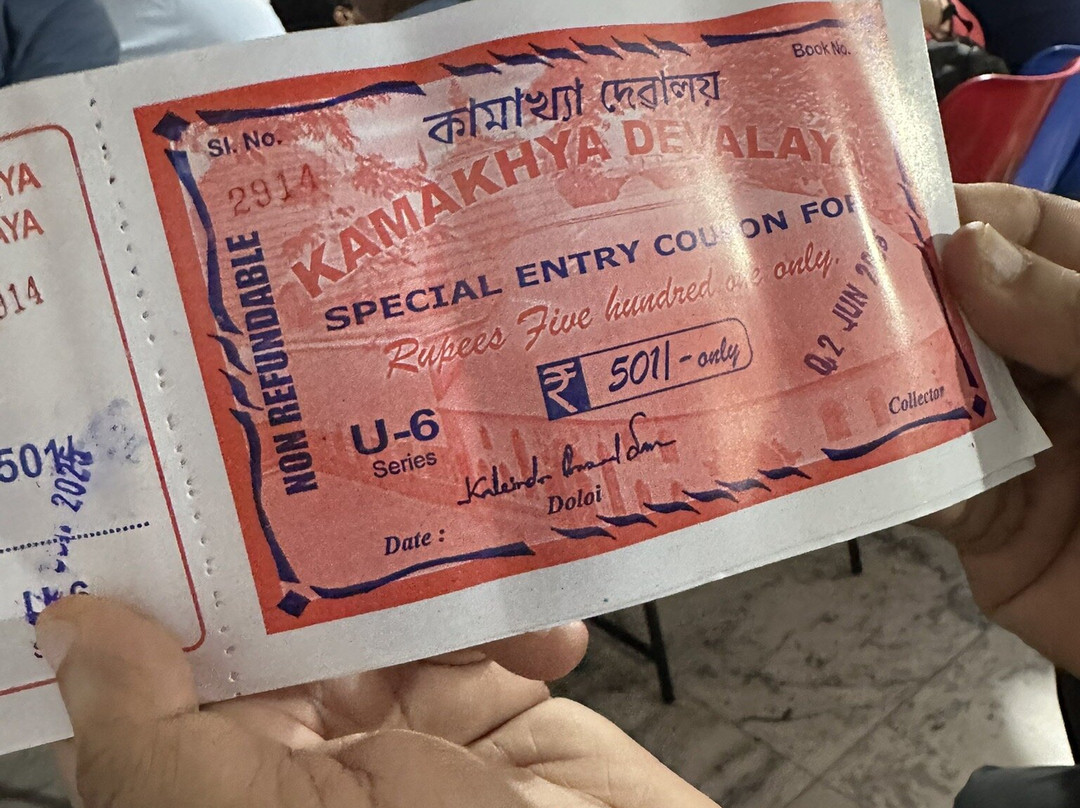 YA
AYA
914
501
2024
Book No.
Sl. No.
কামাখ্যা দেৱালয়
2914
KAMAKHYA DEVALAY
NON REFUNDABLE
SPECIAL ENTRY COUPON FOR
Rupees Five hundred one only.
₹ 501/- only
JUN
U-6
Series
Collector
Doloi
Date :